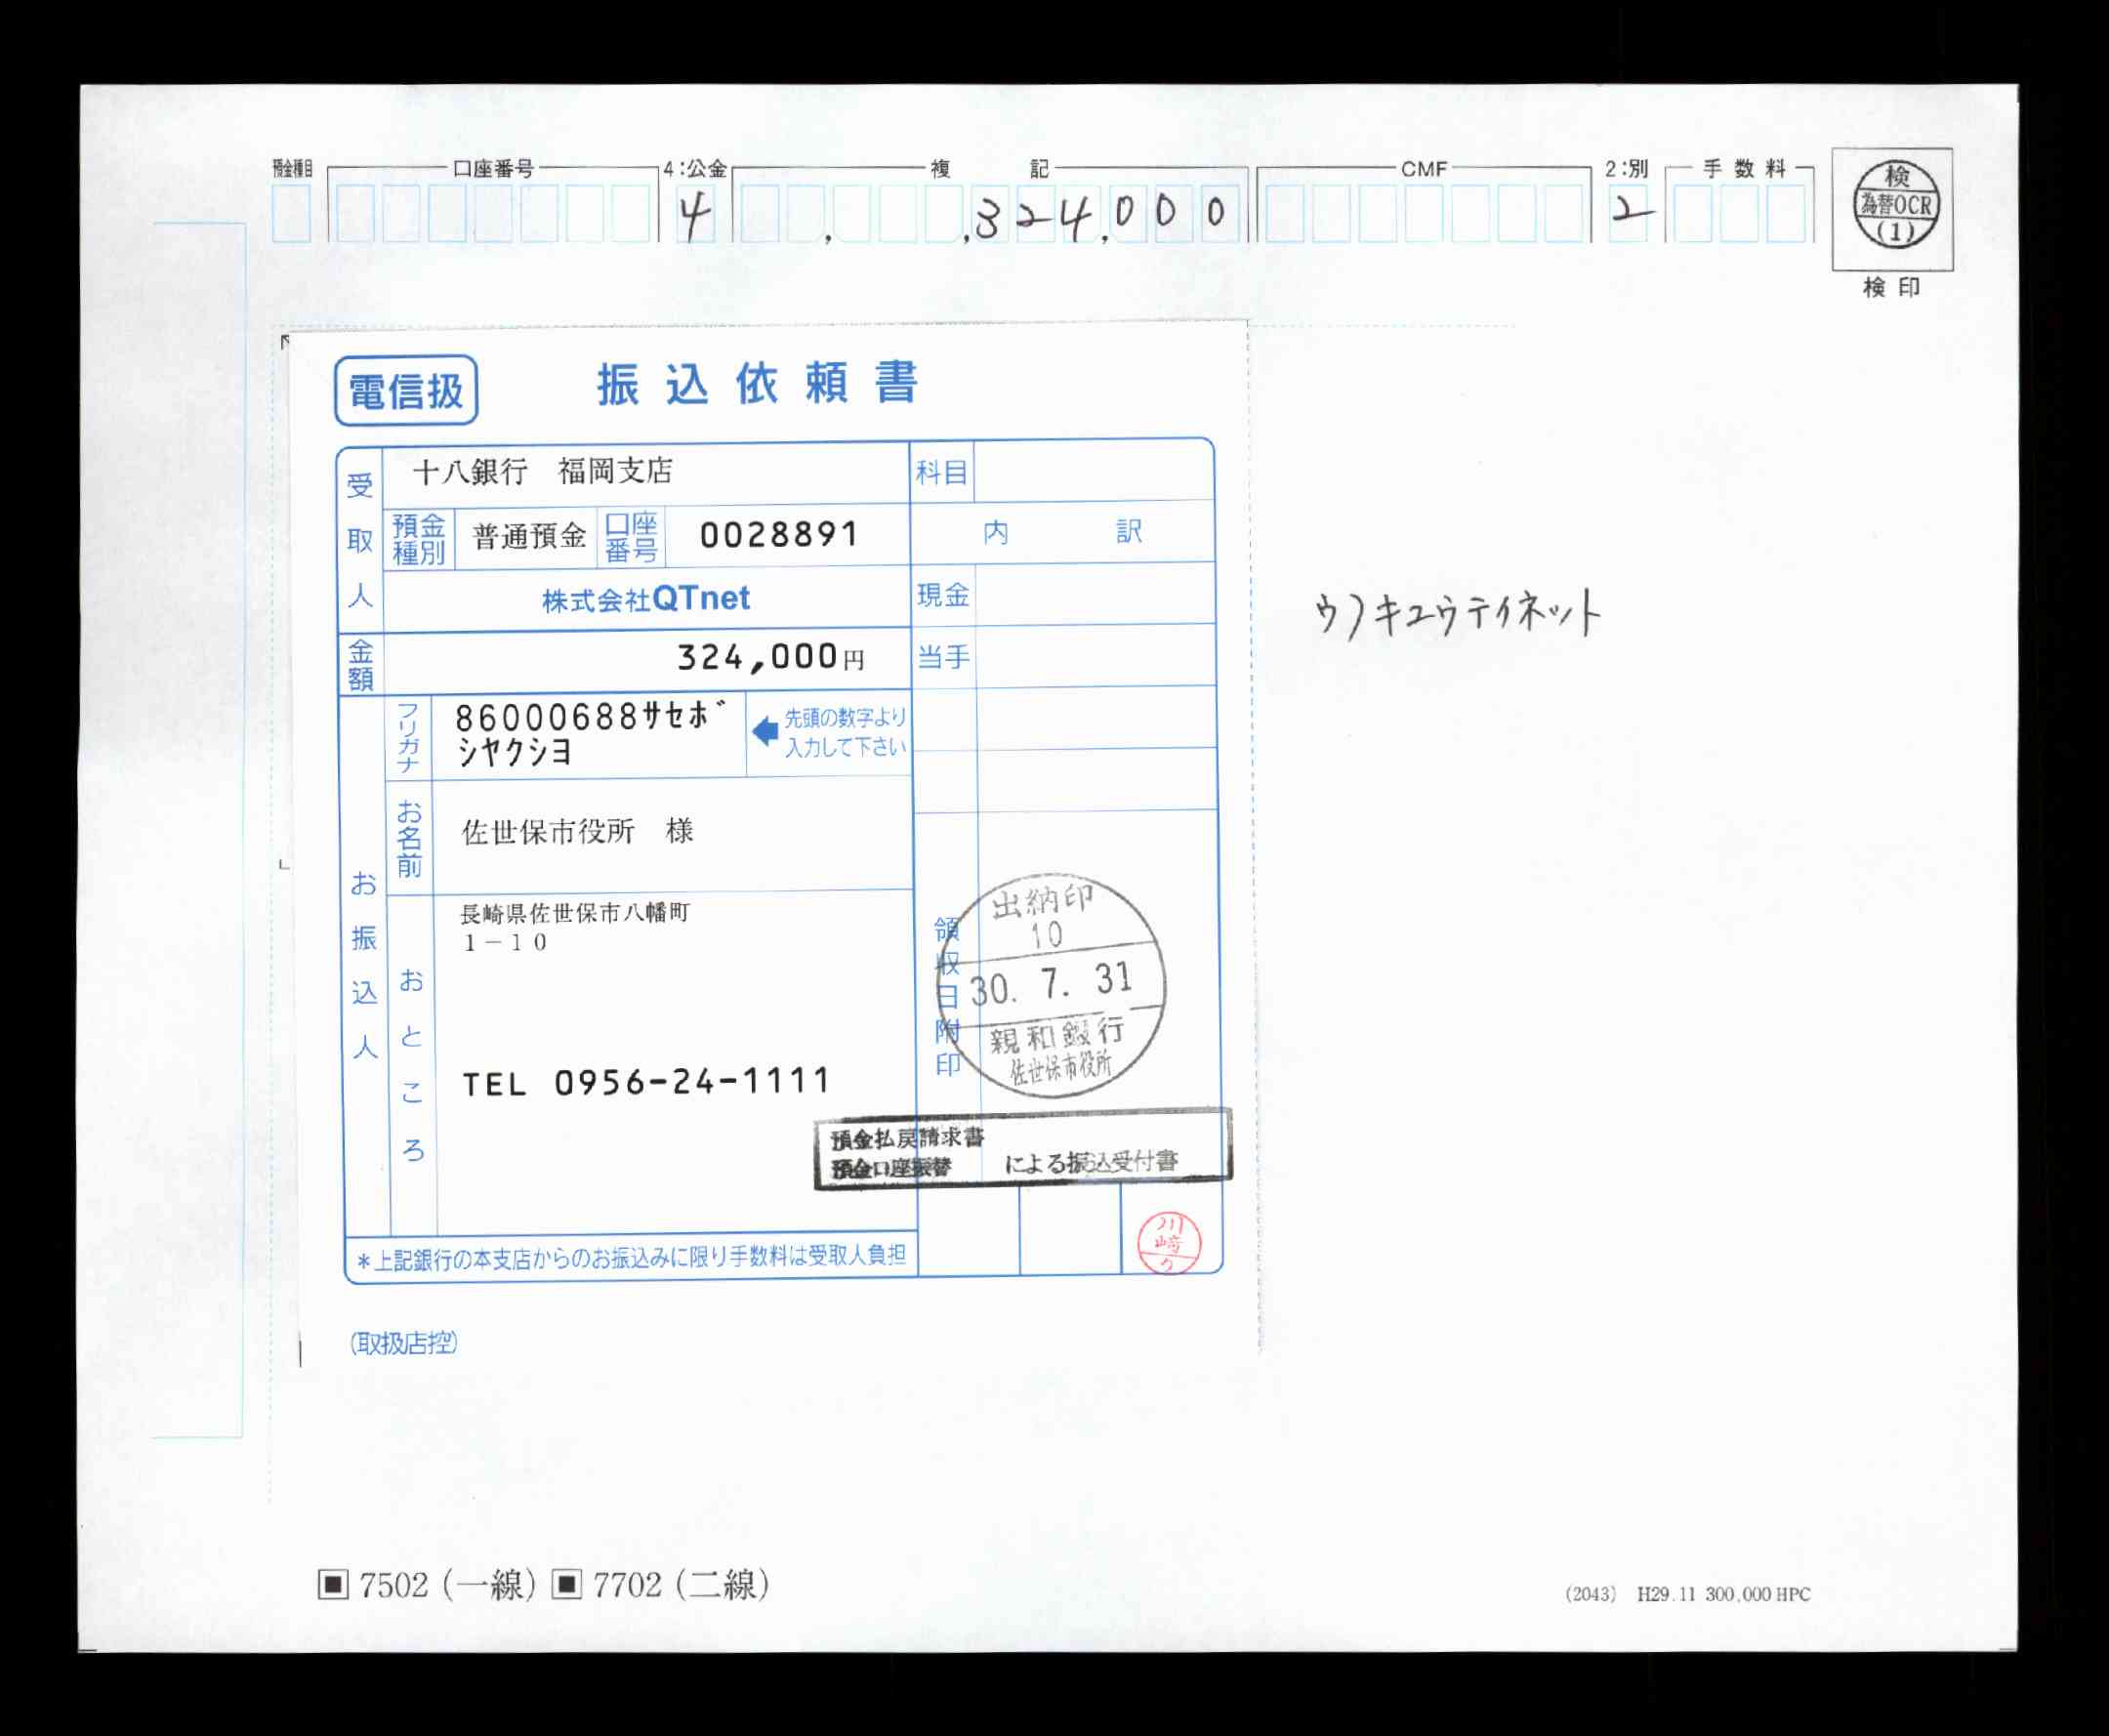 預金種目 口座番号 4:公金 複 記 CMF 2:別 手 数 料
4 324,000 2
検
為替OCR
(1)
検 印
電信扱 振込依頼書
受取人 十八銀行 福岡支店 科目
預金種別 普通預金 口座番号 0028891 内 訳
株式会社QTnet 現金
ウ)キユウテイネット
金額 324,000円 当手
お振込人
フリガナ 86000688サセホ゛ 先頭の数字より
シヤクシヨ 入力して下さい
お名前 佐世保市役所 様
おところ 長崎県佐世保市八幡町
1-10
TEL 0956-24-1111
領収日附印
出納印
10
30. 7. 31
親和銀行
佐世保市役所
預金払戻請求書
預金口座振替 による振込受付書
川崎
*上記銀行の本支店からのお振込みに限り手数料は受取人負担
(取扱店控)
▣ 7502 (一線) ▣ 7702 (二線)
(2043) H29.11 300,000 HPC